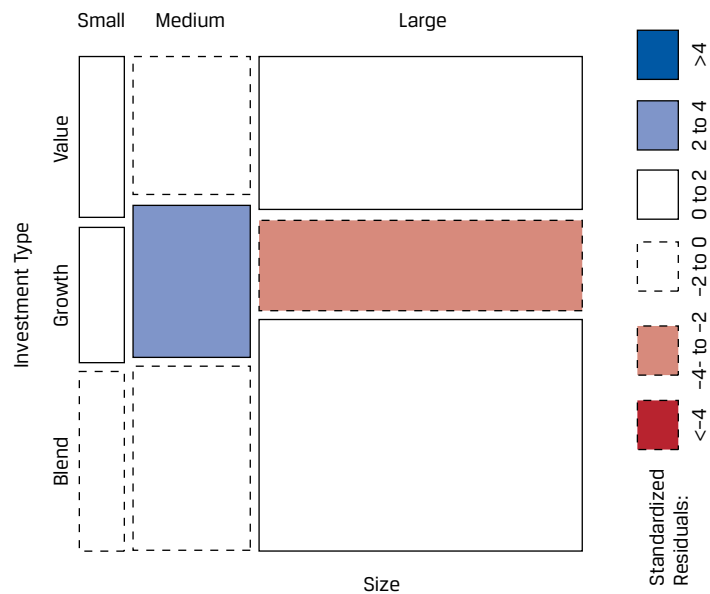 Small Medium Large
Value
Growth
Blend
Investment Type
Size
>4
2 to 4
0 to 2
−2 to 0
−4- to −2
<−4
Standardized
Residuals: